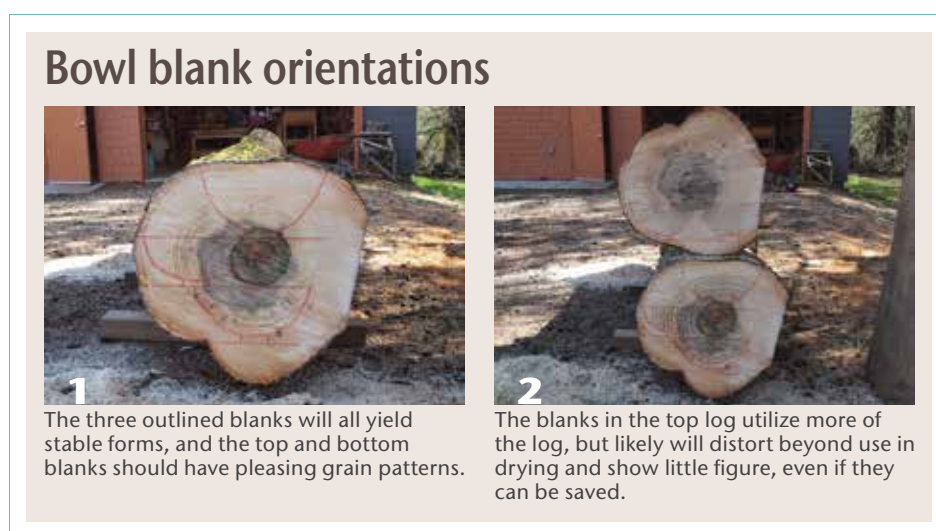 Bowl blank orientations
1
The three outlined blanks will all yield
stable forms, and the top and bottom
blanks should have pleasing grain patterns.
2
The blanks in the top log utilize more of
the log, but likely will distort beyond use in
drying and show little figure, even if they
can be saved.